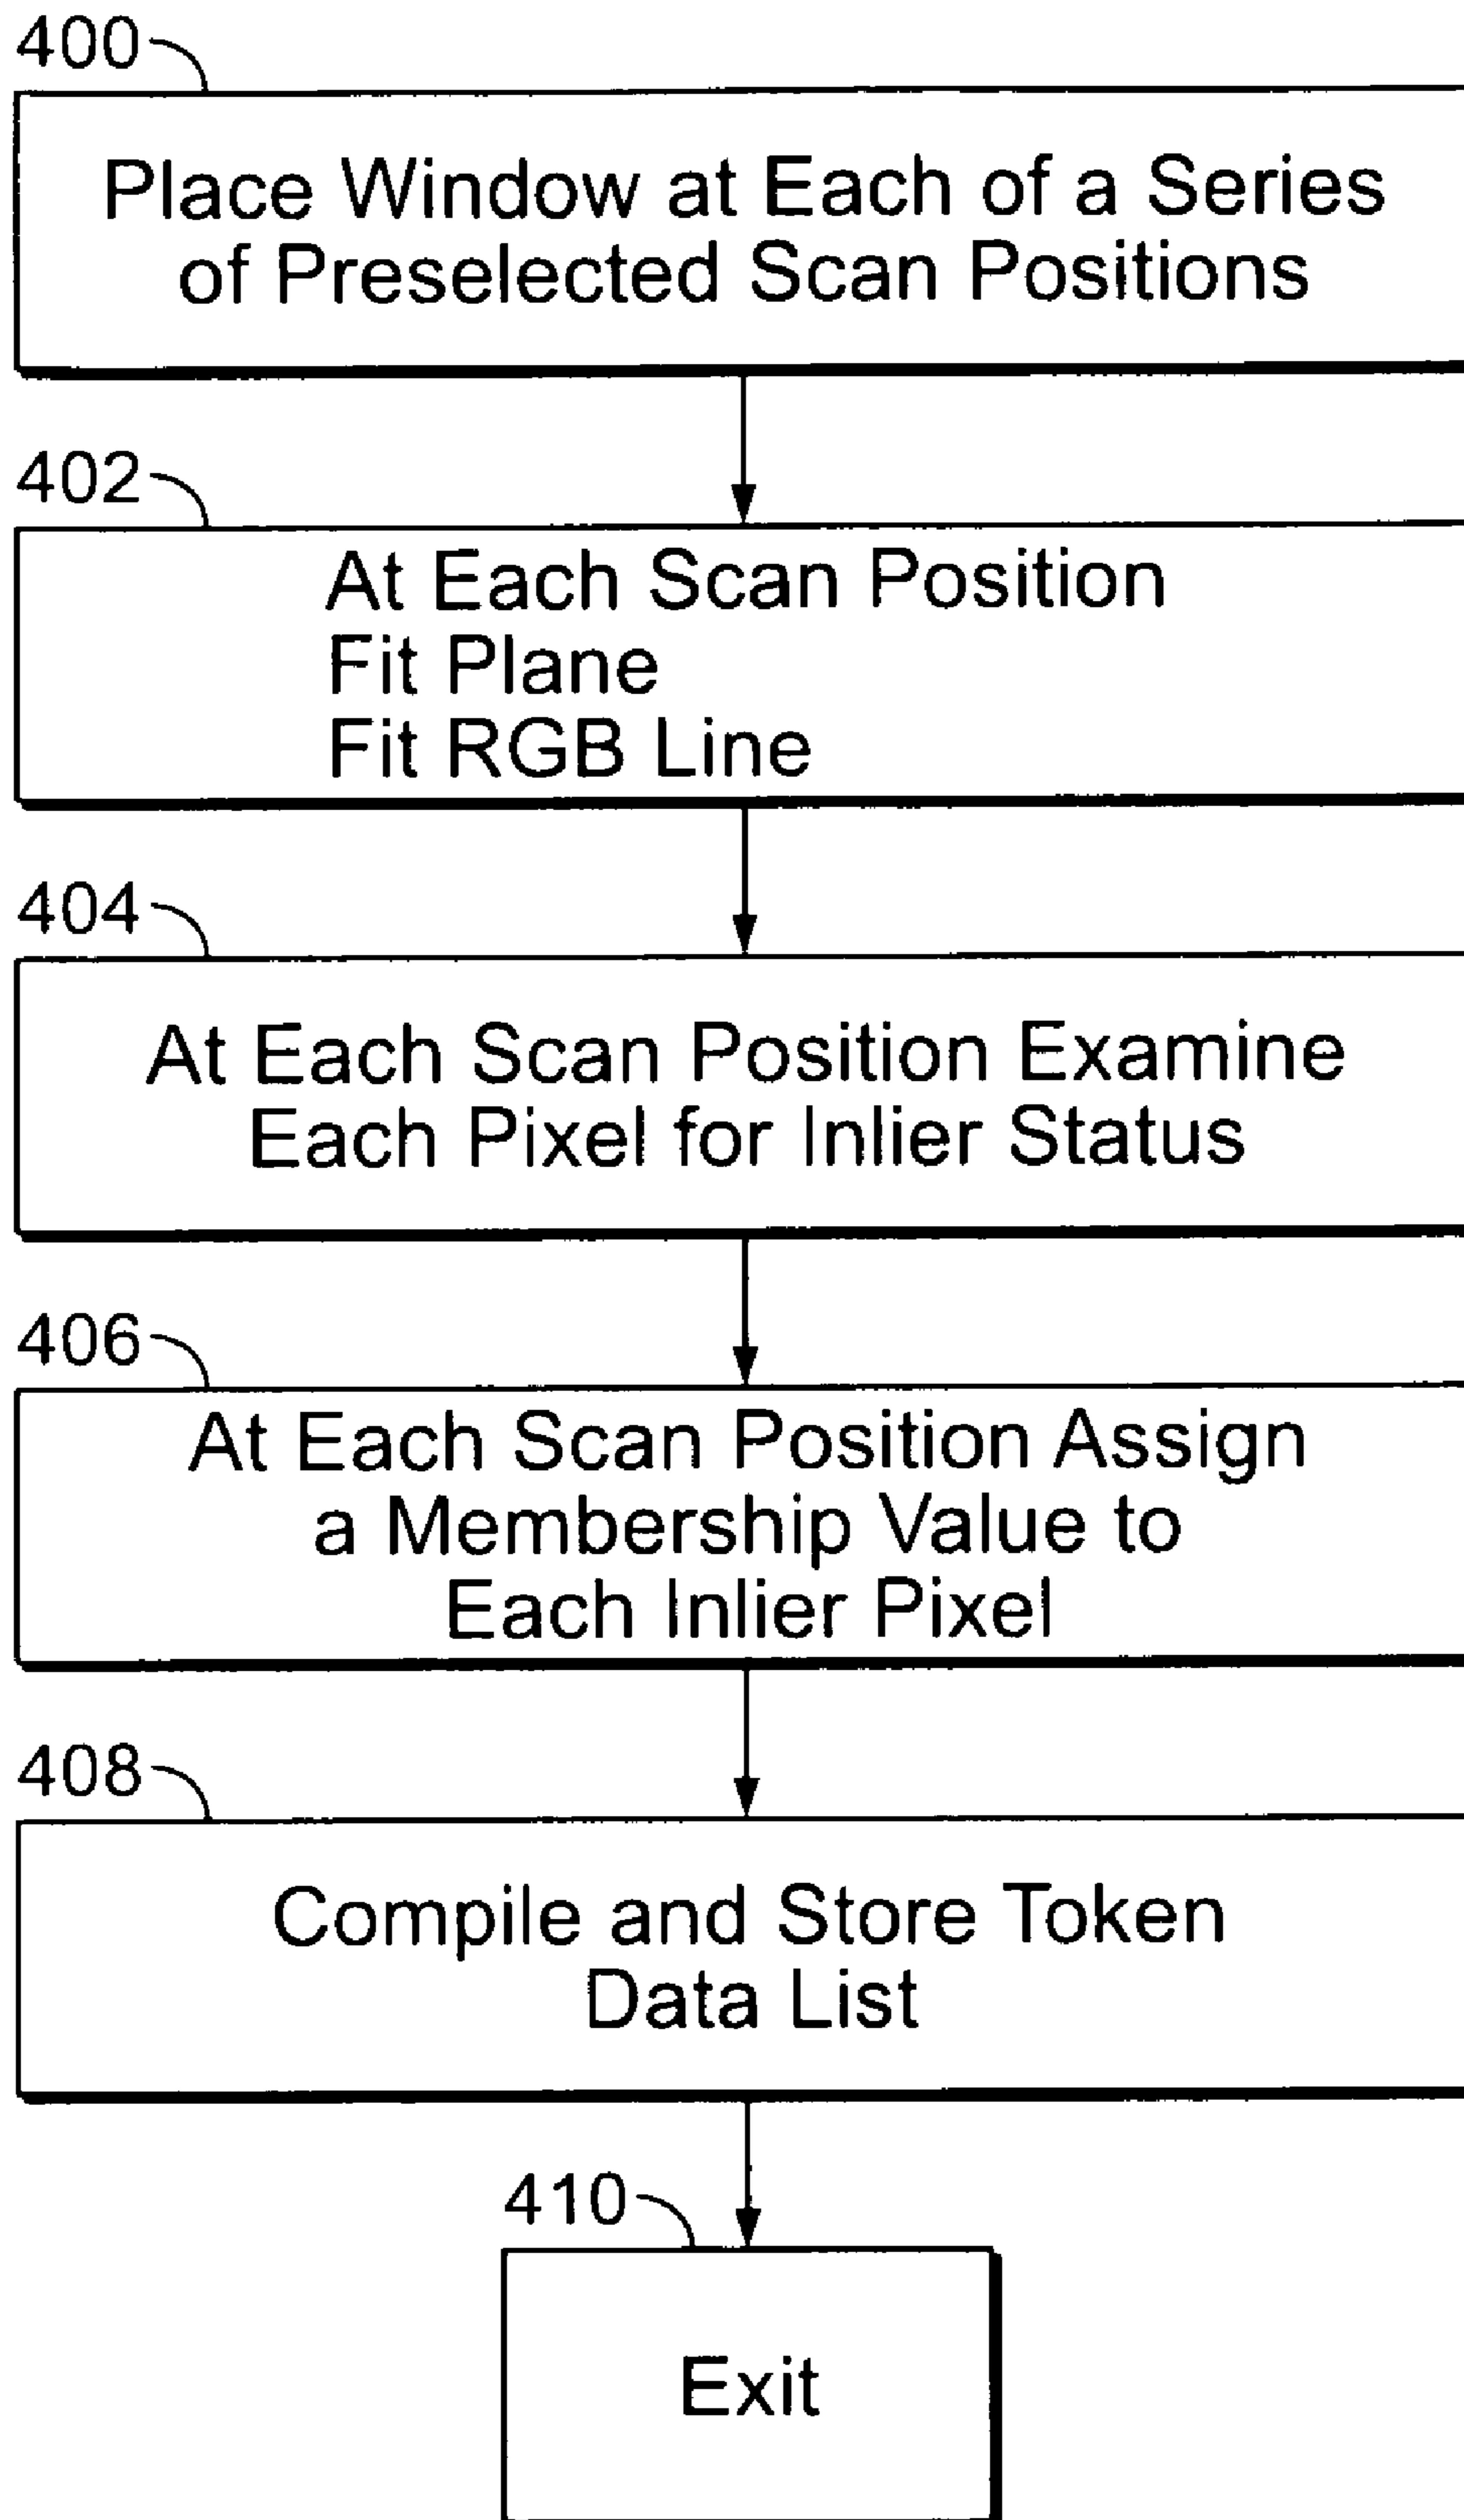 400
Place Window at Each of a Series
of Preselected Scan Positions
402
At Each Scan Position
Fit Plane
Fit RGB Line
404
At Each Scan Position Examine
Each Pixel for Inlier Status
406
At Each Scan Position Assign
a Membership Value to
Each Inlier Pixel
408
Compile and Store Token
Data List
410
Exit